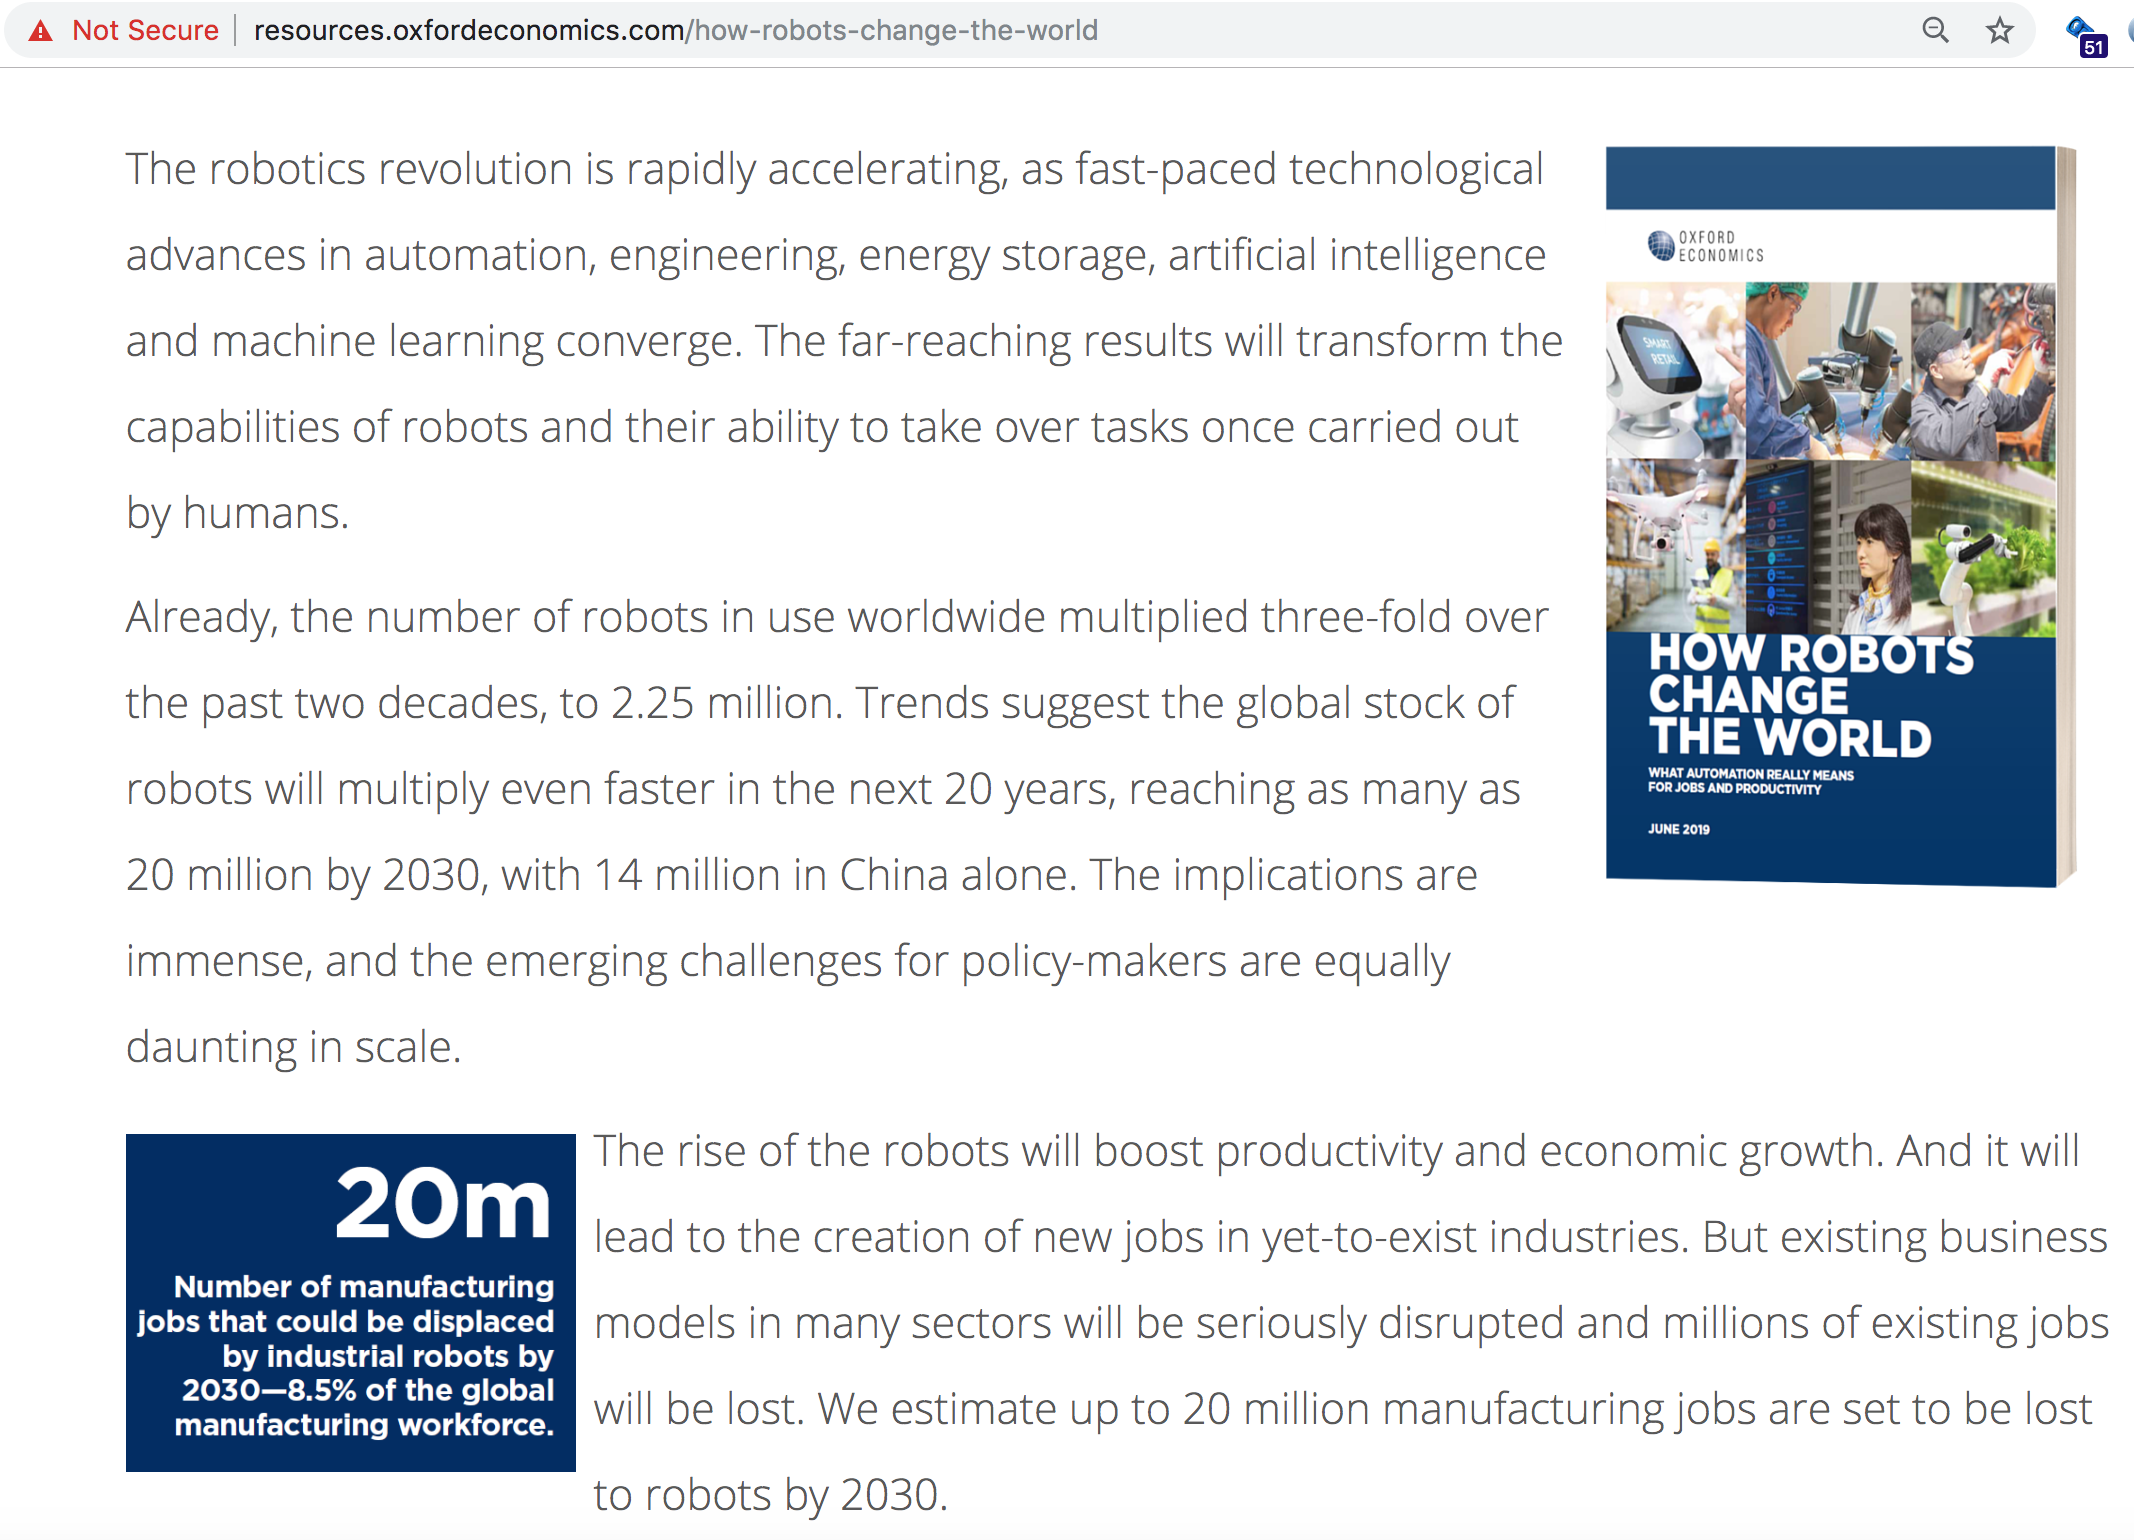 Not Secure
resources.oxfordeconomics.com/how-robots-change-the-world
51
The robotics revolution is rapidly accelerating, as fast-paced technological
advances in automation, engineering, energy storage, artificial intelligence
and machine learning converge. The far-reaching results will transform the
capabilities of robots and their ability to take over tasks once carried out
by humans.
Already, the number of robots in use worldwide multiplied three-fold over
the past two decades, to 2.25 million. Trends suggest the global stock of
robots will multiply even faster in the next 20 years, reaching as many as
20 million by 2030, with 14 million in China alone. The implications are
immense, and the emerging challenges for policy-makers are equally
daunting in scale.
OXFORD
ECONOMICS
SMART
RETAIL
HOW ROBOTS
CHANGE
THE WORLD
WHAT AUTOMATION REALLY MEANS
FOR JOBS AND PRODUCTIVITY
JUNE 2019
20m
Number of manufacturing
jobs that could be displaced
by industrial robots by
2030—8.5% of the global
manufacturing workforce.
The rise of the robots will boost productivity and economic growth. And it will
lead to the creation of new jobs in yet-to-exist industries. But existing business
models in many sectors will be seriously disrupted and millions of existing jobs
will be lost. We estimate up to 20 million manufacturing jobs are set to be lost
to robots by 2030.